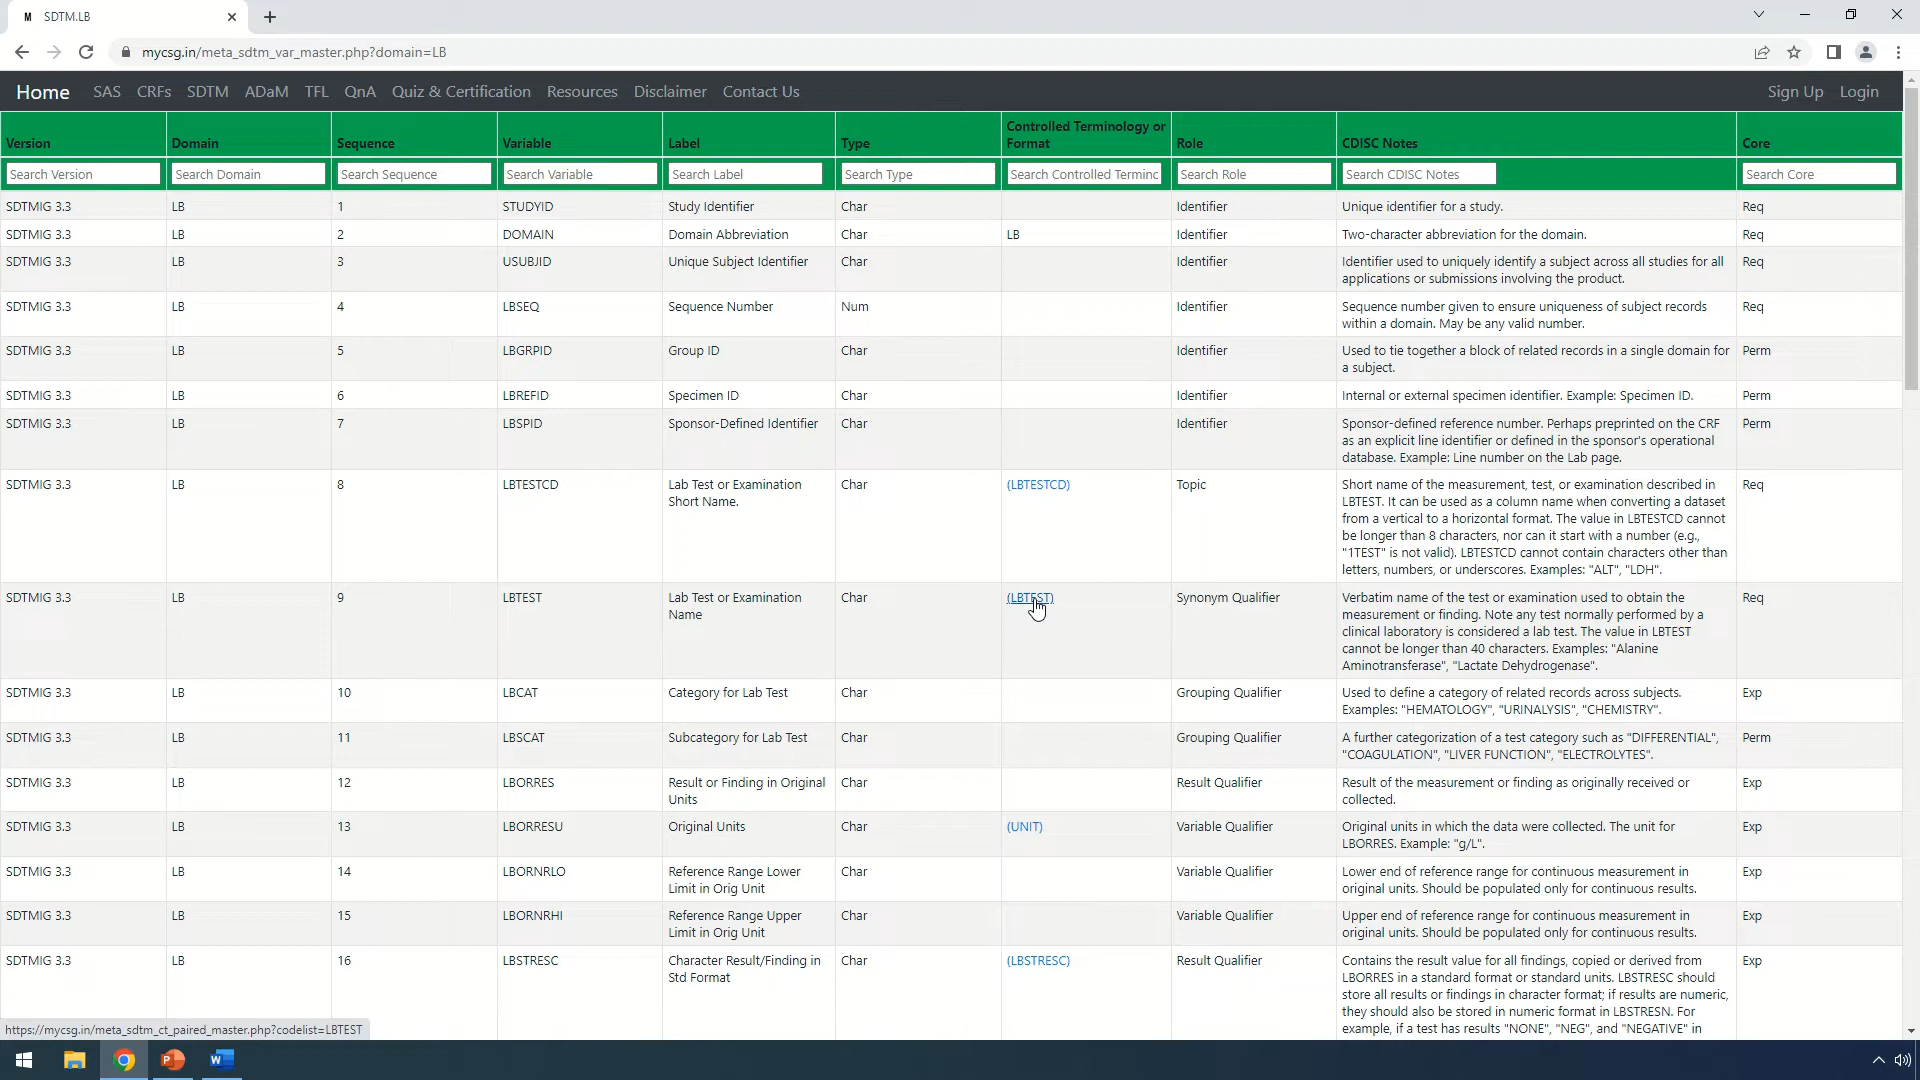 SDTM.LB
mycsg.in/meta_sdtm_var_master.php?domain=LB
Home SAS CRFs SDTM ADaM TFL QnA Quiz & Certification Resources Disclaimer Contact Us Sign Up Login
Version Domain Sequence Variable Label Type Controlled Terminology or Format Role CDISC Notes Core
Search Version Search Domain Search Sequence Search Variable Search Label Search Type Search Controlled Terminc Search Role Search CDISC Notes Search Core
SDTMIG 3.3 LB 1 STUDYID Study Identifier Char Identifier Unique identifier for a study. Req
SDTMIG 3.3 LB 2 DOMAIN Domain Abbreviation Char LB Identifier Two-character abbreviation for the domain. Req
SDTMIG 3.3 LB 3 USUBJID Unique Subject Identifier Char Identifier Identifier used to uniquely identify a subject across all studies for all Req
applications or submissions involving the product.
SDTMIG 3.3 LB 4 LBSEQ Sequence Number Num Identifier Sequence number given to ensure uniqueness of subject records Req
within a domain. May be any valid number.
SDTMIG 3.3 LB 5 LBGRPID Group ID Char Identifier Used to tie together a block of related records in a single domain for Perm
a subject.
SDTMIG 3.3 LB 6 LBREFID Specimen ID Char Identifier Internal or external specimen identifier. Example: Specimen ID. Perm
SDTMIG 3.3 LB 7 LBSPID Sponsor-Defined Identifier Char Identifier Sponsor-defined reference number. Perhaps preprinted on the CRF Perm
as an explicit line identifier or defined in the sponsor's operational
database. Example: Line number on the Lab page.
SDTMIG 3.3 LB 8 LBTESTCD Lab Test or Examination Char (LBTESTCD) Topic Short name of the measurement, test, or examination described in Req
Short Name. LBTEST. It can be used as a column name when converting a dataset
from a vertical to a horizontal format. The value in LBTESTCD cannot
be longer than 8 characters, nor can it start with a number (e.g.,
"1TEST" is not valid). LBTESTCD cannot contain characters other than
letters, numbers, or underscores. Examples: "ALT", "LDH".
SDTMIG 3.3 LB 9 LBTEST Lab Test or Examination Char (LBTEST) Synonym Qualifier Verbatim name of the test or examination used to obtain the Req
Name measurement or finding. Note any test normally performed by a
clinical laboratory is considered a lab test. The value in LBTEST
cannot be longer than 40 characters. Examples: "Alanine
Aminotransferase", "Lactate Dehydrogenase".
SDTMIG 3.3 LB 10 LBCAT Category for Lab Test Char Grouping Qualifier Used to define a category of related records across subjects. Exp
Examples: "HEMATOLOGY", "URINALYSIS", "CHEMISTRY".
SDTMIG 3.3 LB 11 LBSCAT Subcategory for Lab Test Char Grouping Qualifier A further categorization of a test category such as "DIFFERENTIAL", Perm
"COAGULATION", "LIVER FUNCTION", "ELECTROLYTES".
SDTMIG 3.3 LB 12 LBORRES Result or Finding in Original Char Result Qualifier Result of the measurement or finding as originally received or Exp
Units collected.
SDTMIG 3.3 LB 13 LBORRESU Original Units Char (UNIT) Variable Qualifier Original units in which the data were collected. The unit for Exp
LBORRES. Example: "g/L".
SDTMIG 3.3 LB 14 LBORNRLO Reference Range Lower Char Variable Qualifier Lower end of reference range for continuous measurement in Exp
Limit in Orig Unit original units. Should be populated only for continuous results.
SDTMIG 3.3 LB 15 LBORNRHI Reference Range Upper Char Variable Qualifier Upper end of reference range for continuous measurement in Exp
Limit in Orig Unit original units. Should be populated only for continuous results.
SDTMIG 3.3 LB 16 LBSTRESC Character Result/Finding in Char (LBSTRESC) Result Qualifier Contains the result value for all findings, copied or derived from Exp
Std Format LBORRES in a standard format or standard units. LBSTRESC should
store all results or findings in character format; if results are numeric,
they should also be stored in numeric format in LBSTRESN. For
example, if a test has results "NONE", "NEG", and "NEGATIVE" in
https://mycsg.in/meta_sdtm_ct_paired_master.php?codelist=LBTEST